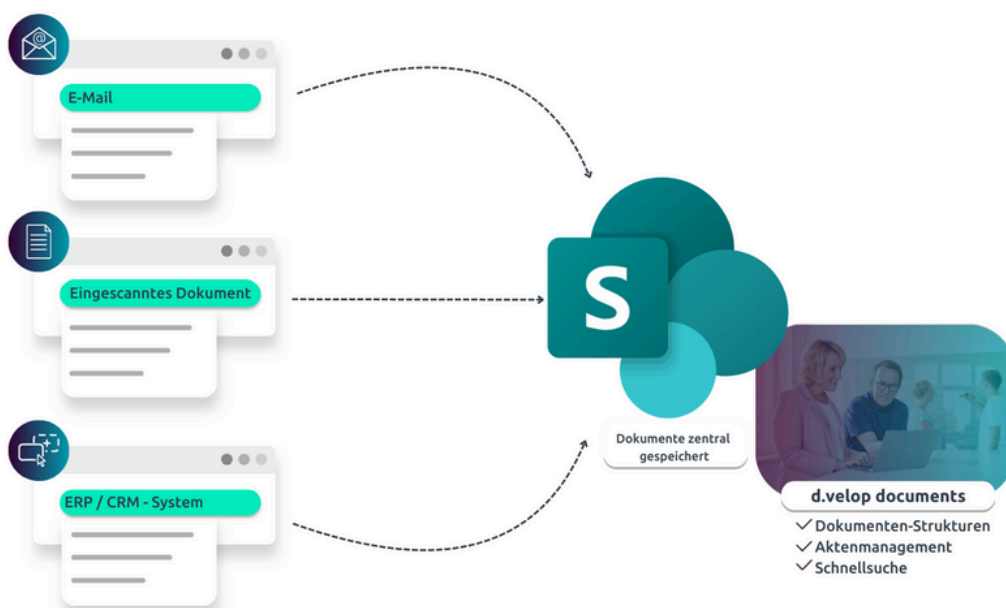 E-Mail
Eingescanntes Dokument
ERP / CRM - System
S
Dokumente zentral
gespeichert
d.velop documents
Dokumenten-Strukturen
Aktenmanagement
Schnellsuche